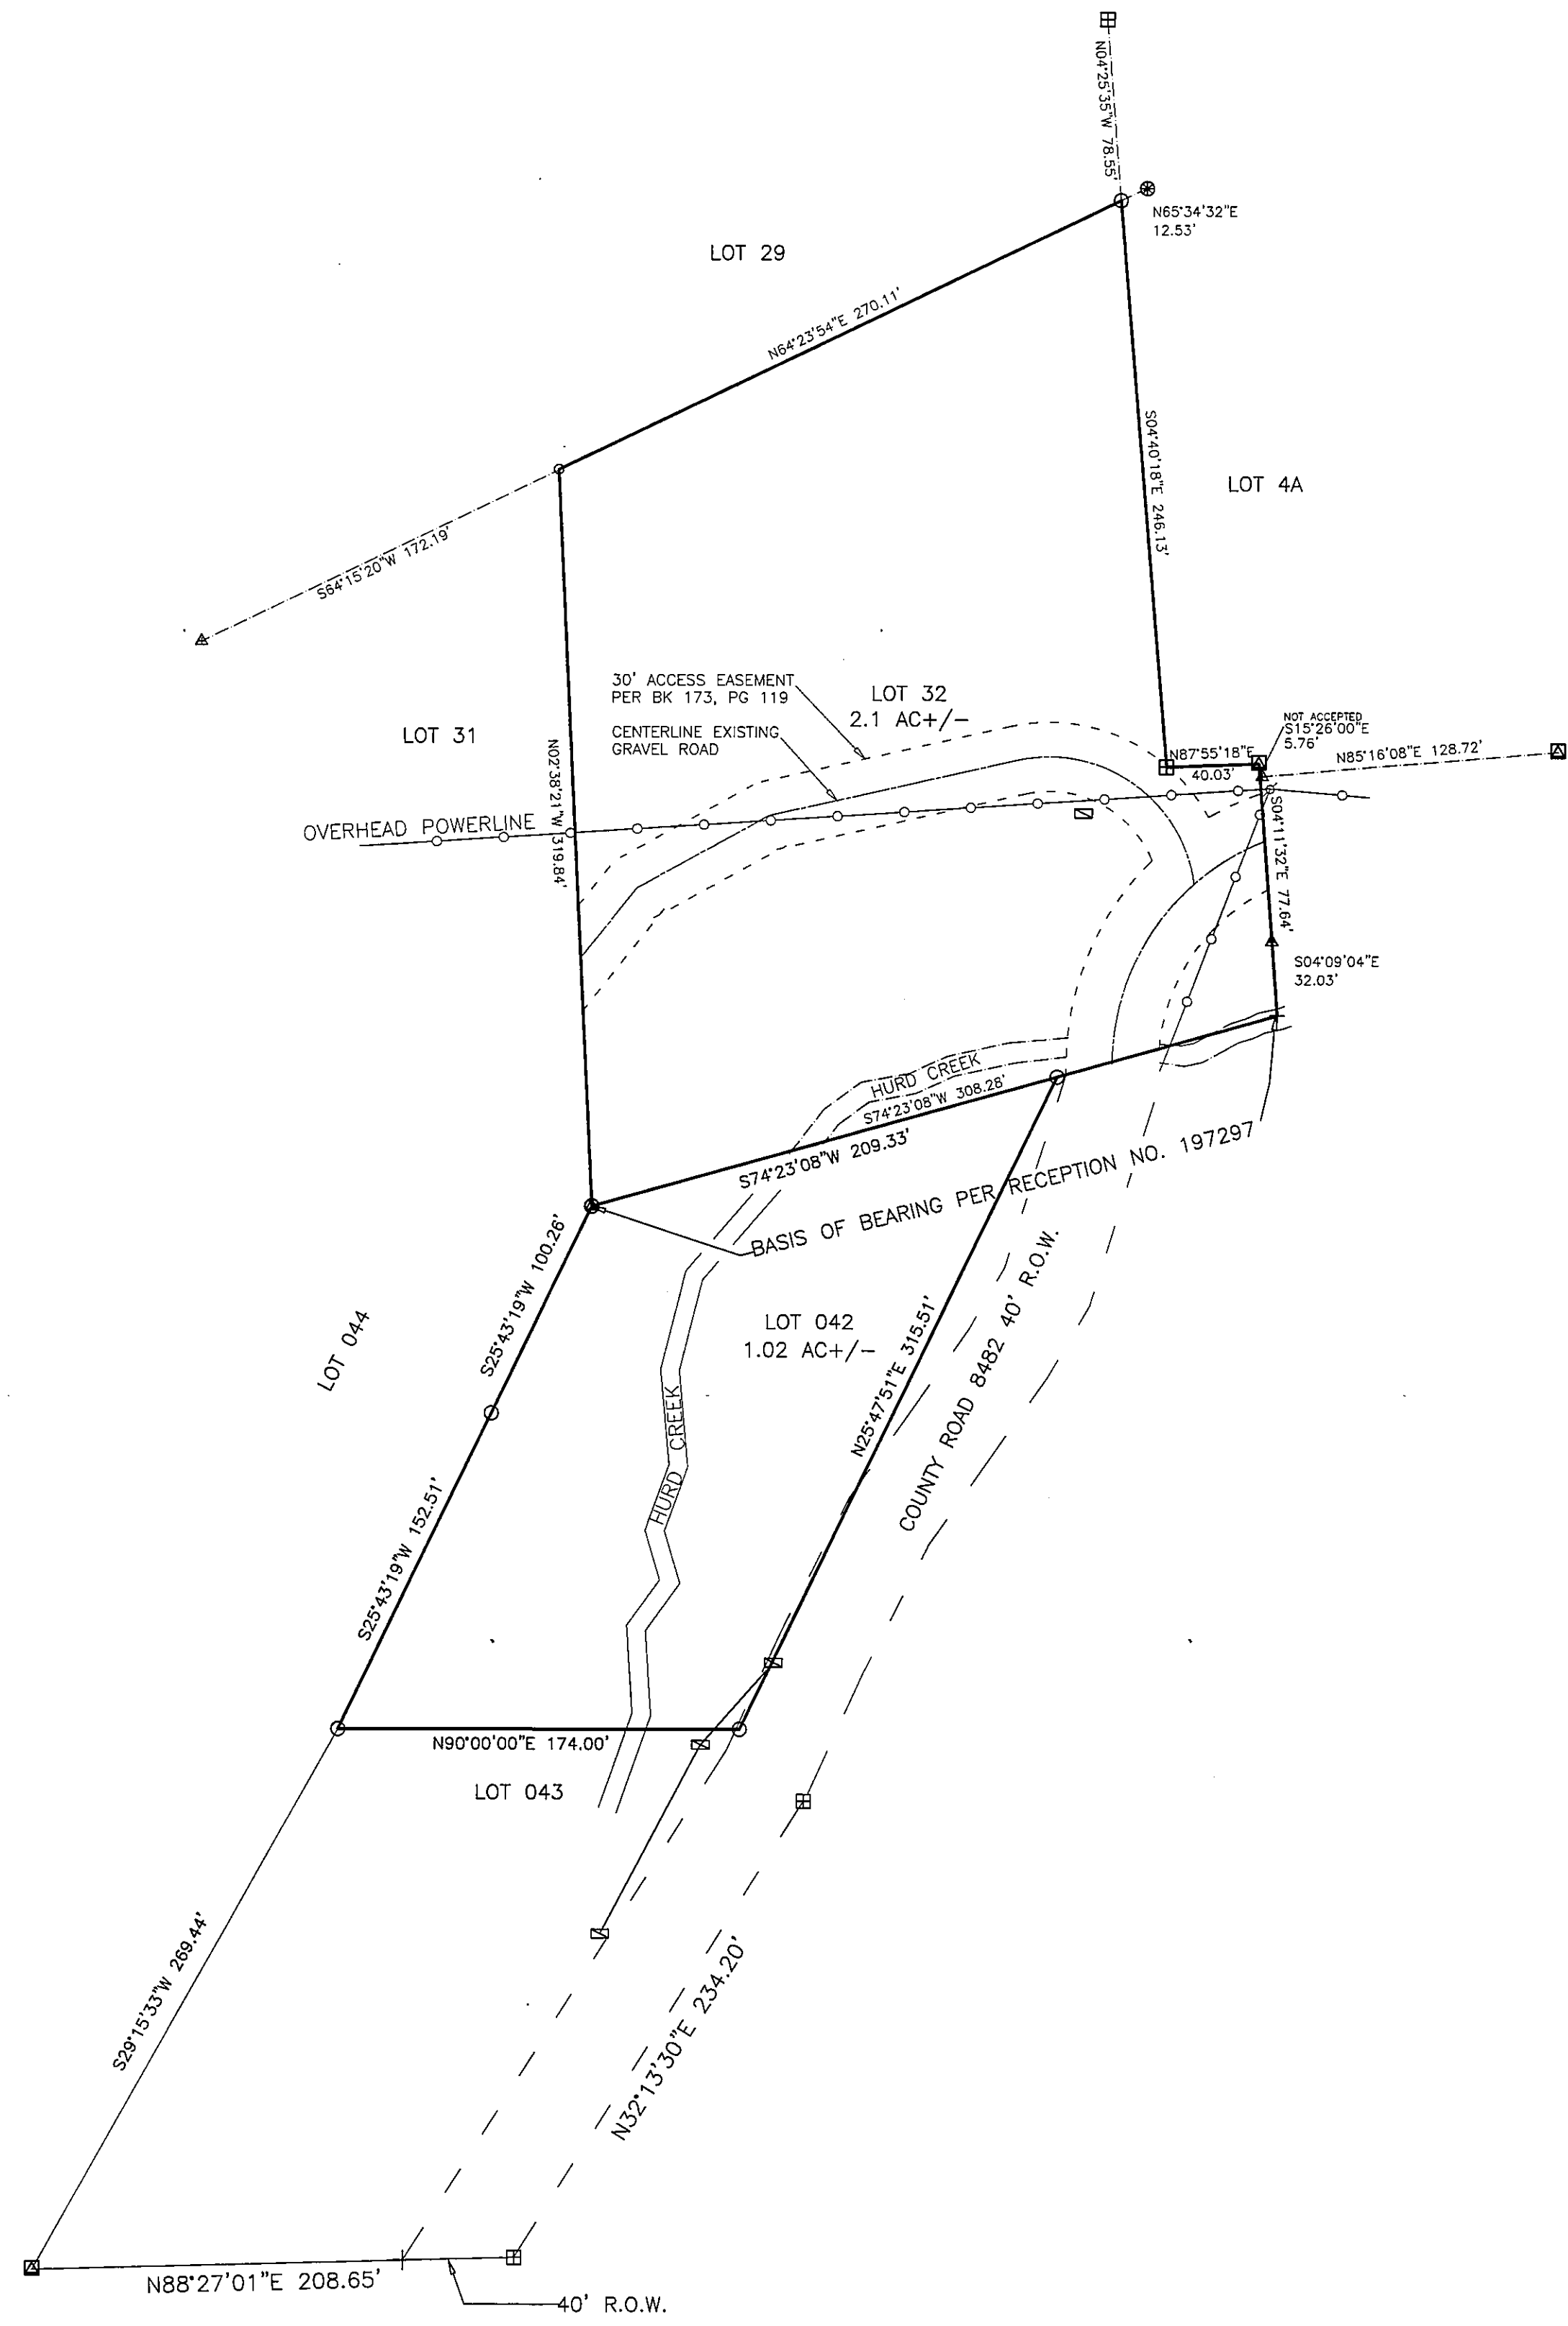 N04°25'35"W 78.55'
N65°34'32"E
12.53'
LOT 29
N64°23'54"E 270.11'
S04°40'18"E 246.13'
LOT 4A
S64°15'20"W 172.19'
30' ACCESS EASEMENT
PER BK 173, PG 119
LOT 32
2.1 AC+/-
CENTERLINE EXISTING
GRAVEL ROAD
LOT 31
N02°38'21"W 319.84'
NOT ACCEPTED
S15°26'00"E
5.76'
N87°55'18"E
40.03'
N85°16'08"E 128.72'
OVERHEAD POWERLINE
S04°11'32"E 77.64'
S04°09'04"E
32.03'
HURD CREEK
S74°23'08"W 308.28'
S74°23'08"W 209.33'
BASIS OF BEARING PER RECEPTION NO. 197297
S25°43'19"W 100.26'
LOT 044
LOT 042
1.02 AC+/-
N25°47'51"E 315.51'
COUNTY ROAD 8482 40' R.O.W.
HURD CREEK
S25°43'19"W 152.51'
N90°00'00"E 174.00'
LOT 043
S29°15'33"W 269.44'
N32°13'30"E 234.20'
N88°27'01"E 208.65'
40' R.O.W.